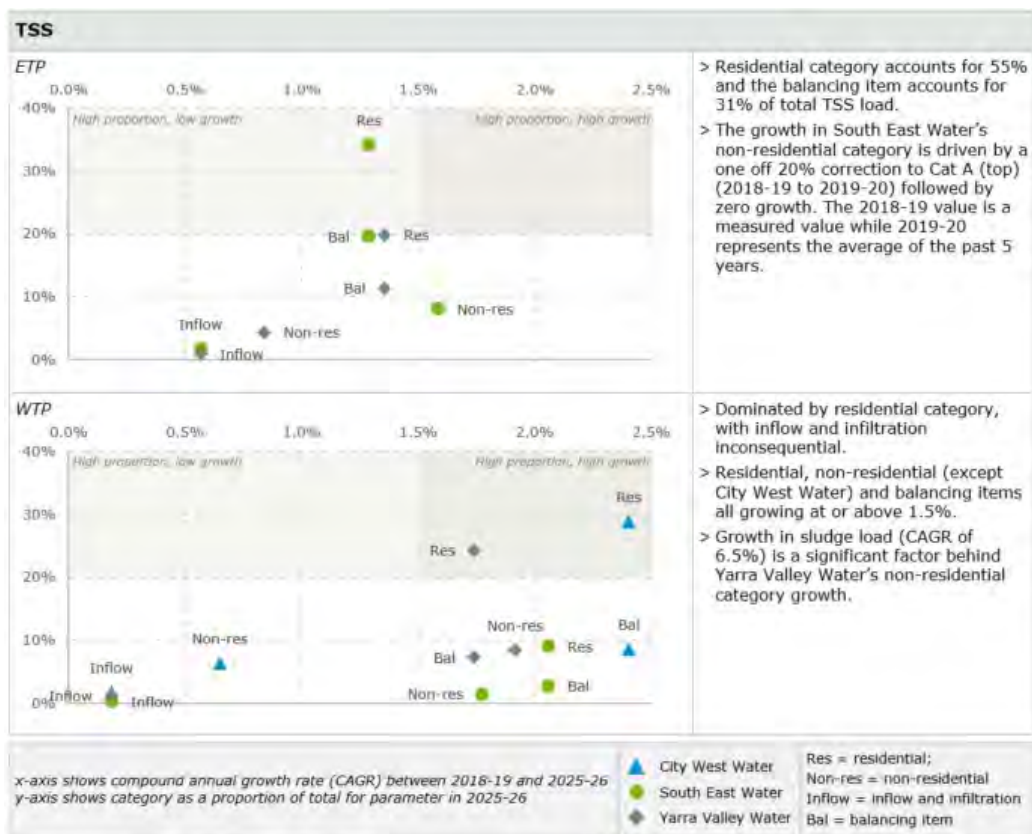 TSS
ETP
0.0% 0.5% 1.0% 1.5% 2.0% 2.5%
40%
High proportion, low growth
high proportion, high growth
Res
30%
20%
Bal
Res
Bal
10%
Non-res
Inflow
Non-res
0%
Inflow
> Residential category accounts for 55%
and the balancing item accounts for
31% of total TSS load.
> The growth in South East Water's
non-residential category is driven by a
one off 20% correction to Cat A (top)
(2018-19 to 2019-20) followed by
zero growth. The 2018-19 value is a
measured value while 2019-20
represents the average of the past 5
years.
WTP
0.0% 0.5% 1.0% 1.5% 2.0% 2.5%
40%
High proportion, low growth
High proportion, high growth
Res
30%
Res
20%
10%
Non-res
Non-res
Bal
Inflow
Bal
Res
Inflow
Inflow
Non-res
Bal
0%
> Dominated by residential category,
with inflow and infiltration
inconsequential.
> Residential, non-residential (except
City West Water) and balancing items
all growing at or above 1.5%.
> Growth in sludge load (CAGR of
6.5%) is a significant factor behind
Yarra Valley Water's non-residential
category growth.
x-axis shows compound annual growth rate (CAGR) between 2018-19 and 2025-26
y-axis shows category as a proportion of total for parameter in 2025-26
City West Water
South East Water
Yarra Valley Water
Res = residential;
Non-res = non-residential
Inflow = inflow and infiltration
Bal = balancing item